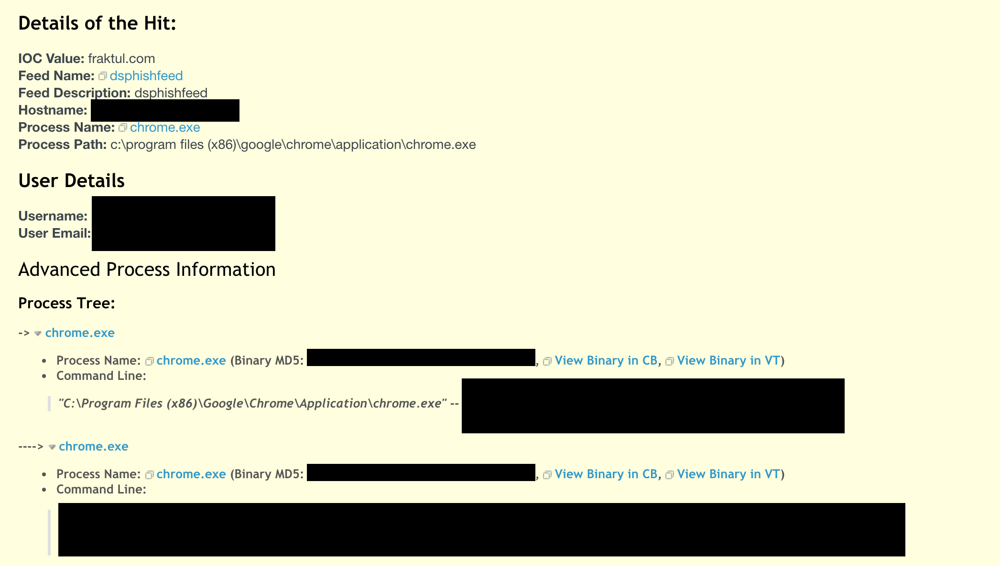 Details of the Hit:
IOC Value: fraktul.com
Feed Name: dsphishfeed
Feed Description: dsphishfeed
Hostname:
Process Name: chrome.exe
Process Path: c:\program files (x86)\google\chrome\application\chrome.exe
User Details
Username:
User Email:
Advanced Process Information
Process Tree:
-> chrome.exe
• Process Name: chrome.exe (Binary MD5: , View Binary in CB, View Binary in VT)
• Command Line:
"C:\Program Files (x86)\Google\Chrome\Application\chrome.exe" --
----> chrome.exe
• Process Name: chrome.exe (Binary MD5: , View Binary in CB, View Binary in VT)
• Command Line: